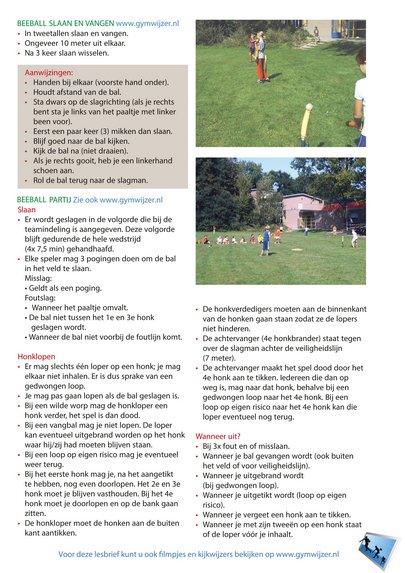 BEEBALL SLAAN EN VANGEN www.gymwijzer.nl
• In tweetallen slaan en vangen.
• Ongeveer 10 meter uit elkaar.
• Na 3 keer slaan wisselen.
Aanwijzingen:
• Handen bij elkaar (voorste hand onder).
• Houdt afstand van de bal.
• Sta dwars op de slagrichting (als je rechts
bent sta je links van het paaltje met linker
been voor).
• Eerst een paar keer (3) mikken dan slaan.
• Blijf goed naar de bal kijken.
• Kijk de bal na (niet draaien).
• Als je rechts gooit, heb je een linkerhand
schoen aan.
• Rol de bal terug naar de slagman.
BEEBALL PARTIJ Zie ook www.gymwijzer.nl
Slaan
• Er wordt geslagen in de volgorde die bij de
teamindeling is aangegeven. Deze volgorde
blijft gedurende de hele wedstrijd
(4x 7,5 min) gehandhaafd.
• Elke speler mag 3 pogingen doen om de bal
in het veld te slaan.
Misslag:
• Geldt als een poging.
Foutslag:
• Wanneer het paaltje omvalt.
• De bal niet tussen het 1e en 3e honk
geslagen wordt.
• Wanneer de bal niet voorbij de foutlijn komt.
Honklopen
• Er mag slechts één loper op een honk; je mag
elkaar niet inhalen. Er is dus sprake van een
gedwongen loop.
• Je mag pas gaan lopen als de bal geslagen is.
• Bij een wilde worp mag de honkloper een
honk verder, het spel is dan dood.
• Bij een vangbal mag je niet lopen. De loper
kan eventueel uitgebrand worden op het honk
waar hij/zij had moeten blijven staan.
• Bij een loop op eigen risico mag je eventueel
weer terug.
• Bij het eerste honk mag je, na het aangetikt
te hebben, nog even doorlopen. Het 2e en 3e
honk moet je blijven vasthouden. Bij het 4e
honk moet je doorlopen en op de bank gaan
zitten.
• De honkloper moet de honken aan de buiten
kant aantikken.
• De honkverdedigers moeten aan de binnenkant
van de honken gaan staan zodat ze de lopers
niet hinderen.
• De achtervanger (4e honkbrander) staat tegen
over de slagman achter de veiligheidslijn
(7 meter).
• De achtervanger maakt het spel dood door het
4e honk aan te tikken. Iedereen die dan op
weg is, mag naar dat honk, behalve bij een
gedwongen loop naar het 4e honk. Bij een
loop op eigen risico naar het 4e honk kan die
loper eventueel nog terug.
Wanneer uit?
• Bij 3x fout en of misslaan.
• Wanneer je bal gevangen wordt (ook buiten
het veld of voor veiligheidslijn).
• Wanneer je uitgebrand wordt
(bij gedwongen loop).
• Wanneer je uitgetikt wordt (loop op eigen
risico).
• Wanneer je vergeet een honk aan te tikken.
• Wanneer je met zijn tweeën op een honk staat
of de loper vóór je inhaalt.
Voor deze lesbrief kunt u ook filmpjes en kijkwijzers bekijken op www.gymwijzer.nl